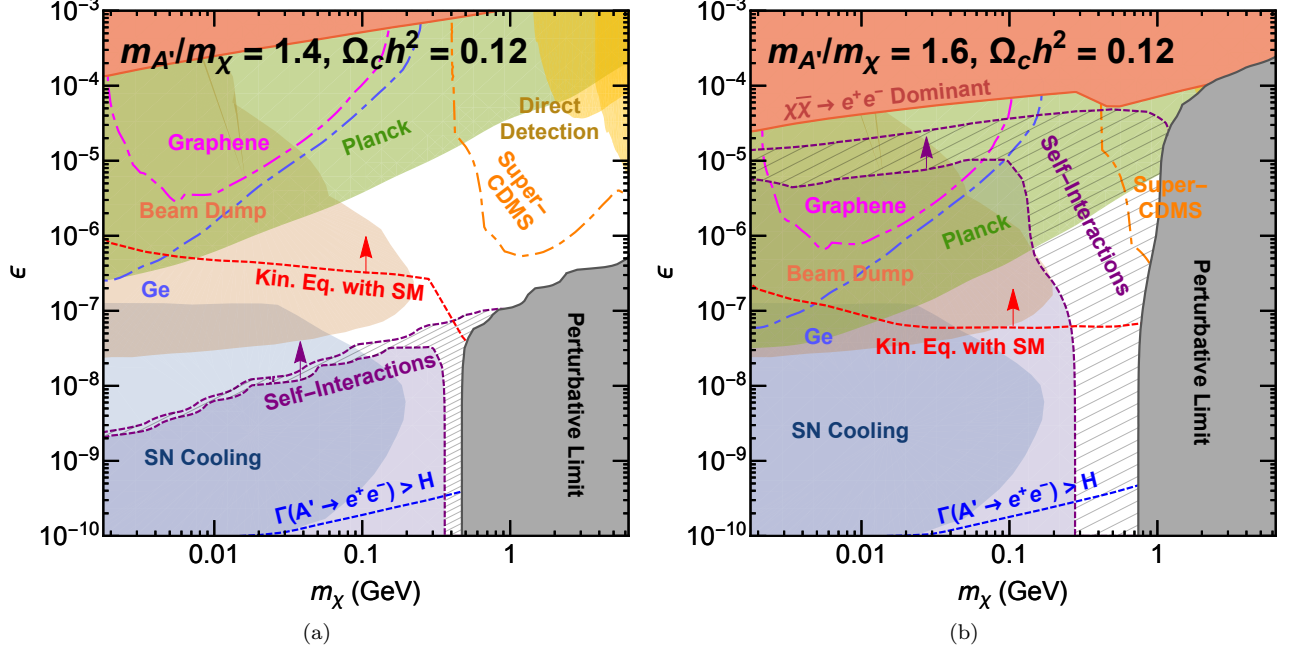 m_A'/m_χ = 1.4, Ω_c h² = 0.12
Graphene
Planck
Direct
Detection
Super–
CDMS
Beam Dump
Ge
Kin. Eq. with SM
Self–Interactions
SN Cooling
Γ(A' → e⁺e⁻) > H
Perturbative Limit
ϵ
10⁻³
10⁻⁴
10⁻⁵
10⁻⁶
10⁻⁷
10⁻⁸
10⁻⁹
10⁻¹⁰
0.01
0.1
1
m_χ (GeV)
(a)
m_A'/m_χ = 1.6, Ω_c h² = 0.12
χχ̅ → e⁺e⁻ Dominant
Graphene
Self–Interactions
Super–
CDMS
Planck
Beam Dump
Ge
Kin. Eq. with SM
SN Cooling
Γ(A' → e⁺e⁻) > H
Perturbative Limit
ϵ
10⁻³
10⁻⁴
10⁻⁵
10⁻⁶
10⁻⁷
10⁻⁸
10⁻⁹
10⁻¹⁰
0.01
0.1
1
m_χ (GeV)
(b)